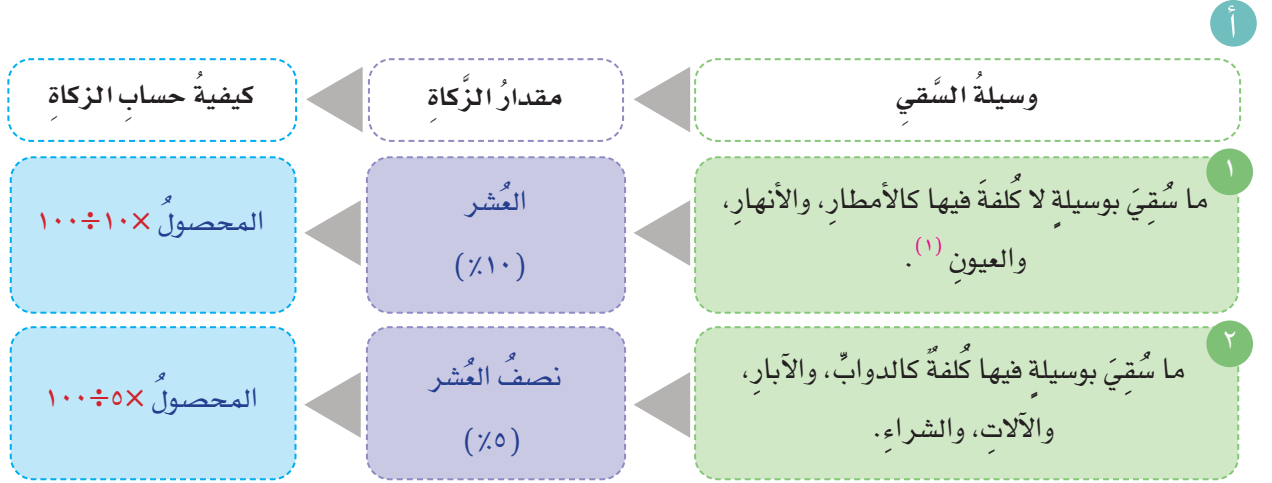 أ
وسيلةُ السَّقيِ
مقدارُ الزَّكاةِ
كيفيةُ حسابِ الزكاةِ
١
ما سُقِيَ بوسيلةٍ لا كُلفةَ فيها كالأمطارِ، والأنهارِ،
والعيونِ (١).
العُشر
(١٠٪)
المحصولُ ×١٠÷١٠٠
٢
ما سُقِيَ بوسيلةٍ فيها كُلفةٌ كالدوابِّ، والآبارِ،
والآلاتِ، والشراءِ.
نصفُ العُشر
(٥٪)
المحصولُ ×٥÷١٠٠